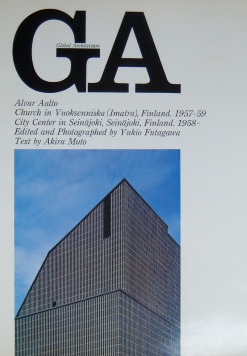 GA
Global Architecture
Alvar Aalto
Church in Vuoksenniska (Imatra), Finland. 1957-59
City Center in Seinäjoki, Seinäjoki, Finland. 1958-
Edited and Photographed by Yukio Futagawa
Text by Akira Muto